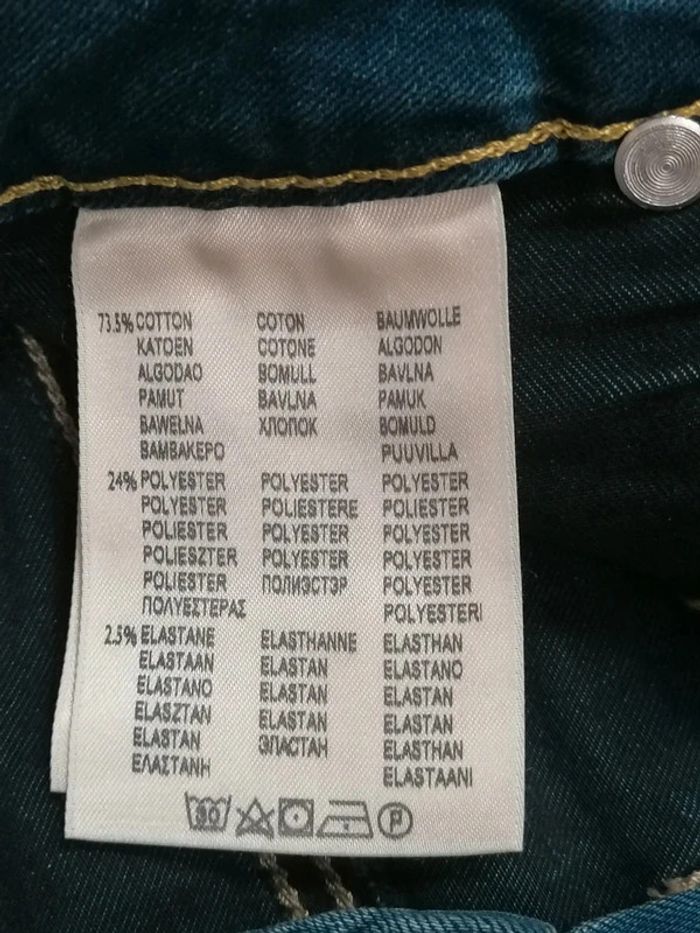 73.5% COTTON COTON BAUMWOLLE
KATOEN COTONE ALGODON
ALGODAO BOMULL BAVLNA
PAMUT BAVLNA PAMUK
BAWEŁNA ХЛОПОК BOMULD
BAMBAKEPO PUUVILLA
24% POLYESTER POLYESTER POLYESTER
POLYESTER POLIESTERE POLIESTER
POLIESTER POLYESTER POLYESTER
POLIESZTER POLYESTER POLYESTER
POLIESTER ПОЛИЭСТЭР POLYESTER
ΠΟΛΥΕΣΤΕΡΑΣ POLYESTERI
2.5% ELASTANE ELASTHANNE ELASTHAN
ELASTAAN ELASTAN ELASTANO
ELASTANO ELASTAN ELASTAN
ELASZTAN ELASTAN ELASTAN
ELASTAN ЭЛАСТАН ELASTHAN
ΕΛΑΣΤΑΝΗ ELASTAANI
30 P